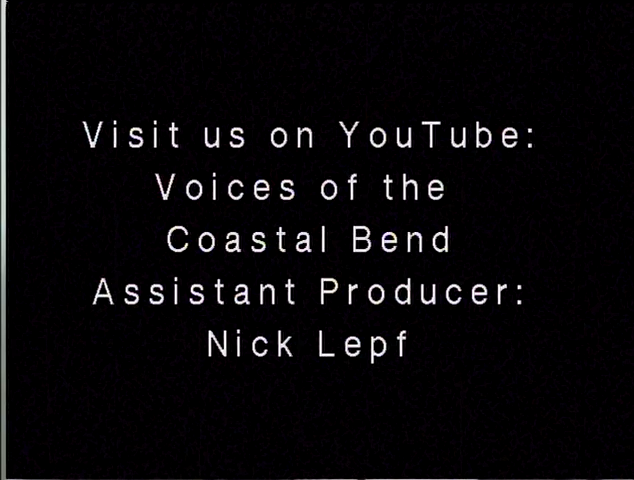 Visit us on YouTube:
Voices of the
Coastal Bend
Assistant Producer:
Nick Lepf